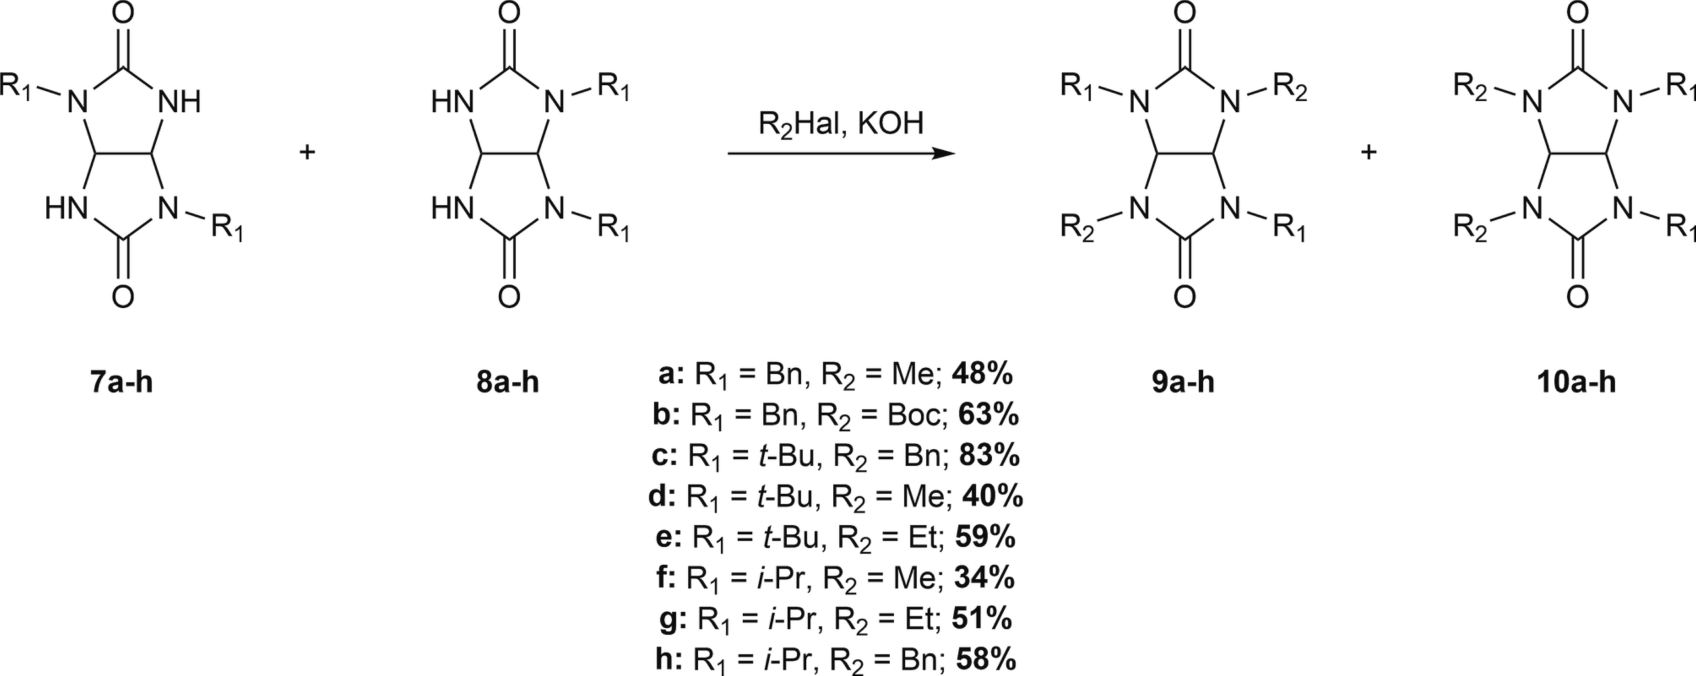 O O O O
R1 N NH HN N R1 R1 N N R2 R2 N N R1
R2Hal, KOH
+ +
HN N R1 HN N R1 R2 N N R1 R2 N N R1
O O O O
7a-h 8a-h 9a-h 10a-h
a: R1 = Bn, R2 = Me; 48%
b: R1 = Bn, R2 = Boc; 63%
c: R1 = t-Bu, R2 = Bn; 83%
d: R1 = t-Bu, R2 = Me; 40%
e: R1 = t-Bu, R2 = Et; 59%
f: R1 = i-Pr, R2 = Me; 34%
g: R1 = i-Pr, R2 = Et; 51%
h: R1 = i-Pr, R2 = Bn; 58%